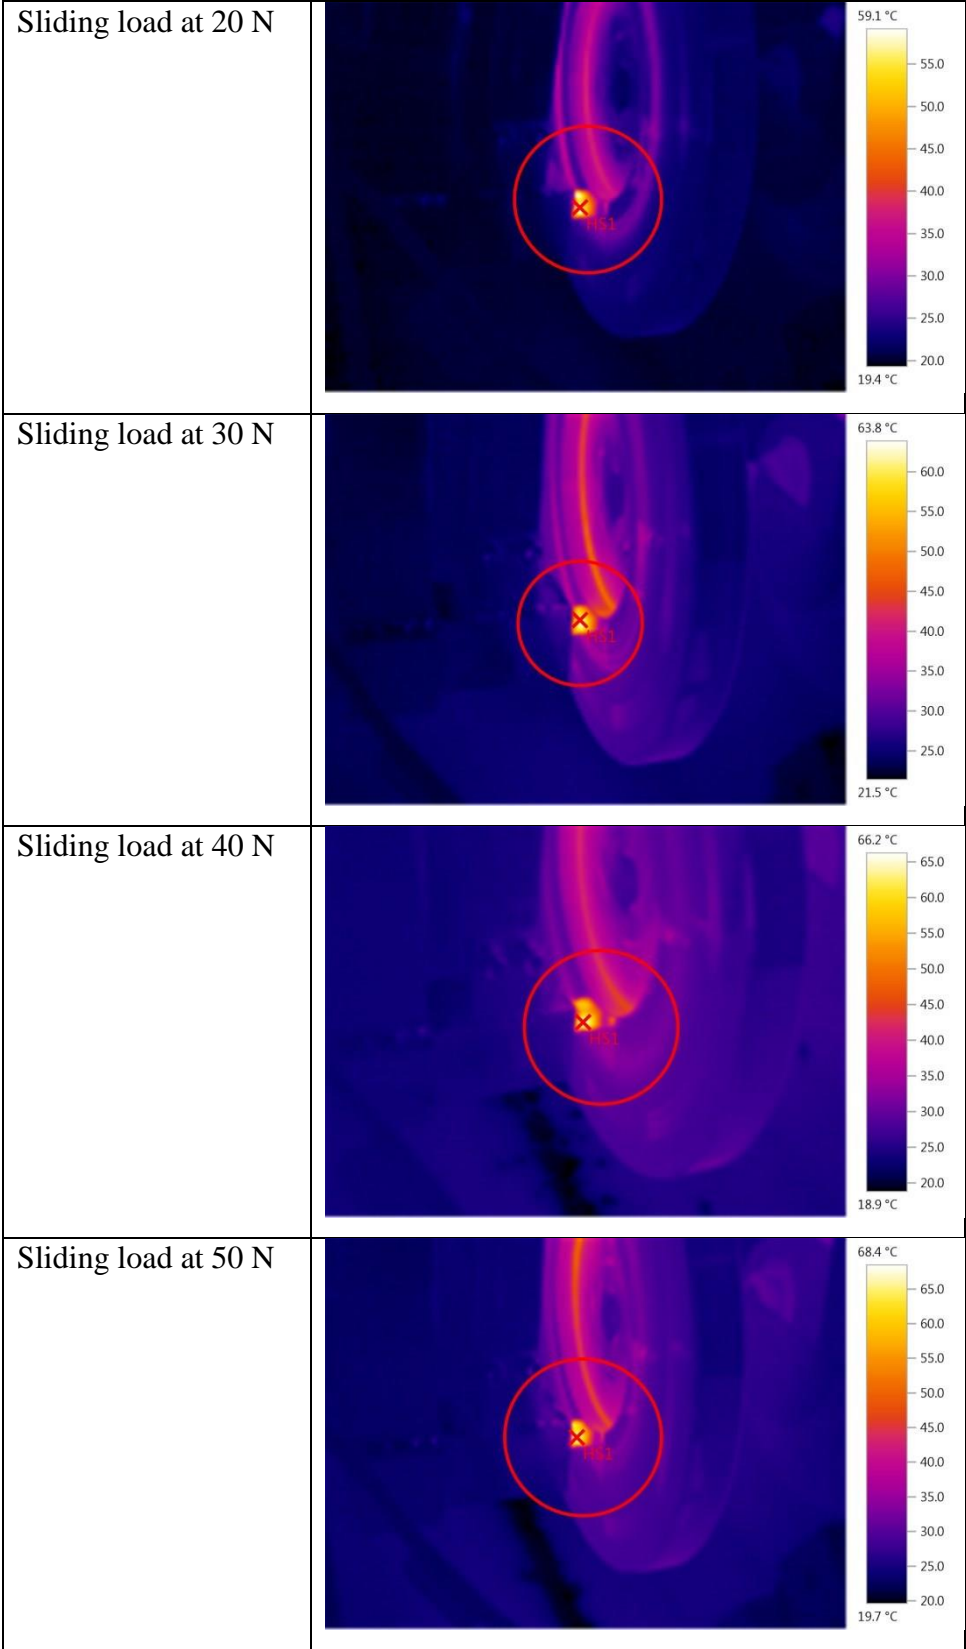 Sliding load at 20 N
59.1 °C
55.0
50.0
45.0
40.0
35.0
30.0
25.0
20.0
19.4 °C
HS1
Sliding load at 30 N
63.8 °C
60.0
55.0
50.0
45.0
40.0
35.0
30.0
25.0
21.5 °C
HS1
Sliding load at 40 N
66.2 °C
65.0
60.0
55.0
50.0
45.0
40.0
35.0
30.0
25.0
20.0
18.9 °C
HS1
Sliding load at 50 N
68.4 °C
65.0
60.0
55.0
50.0
45.0
40.0
35.0
30.0
25.0
20.0
19.7 °C
HS1